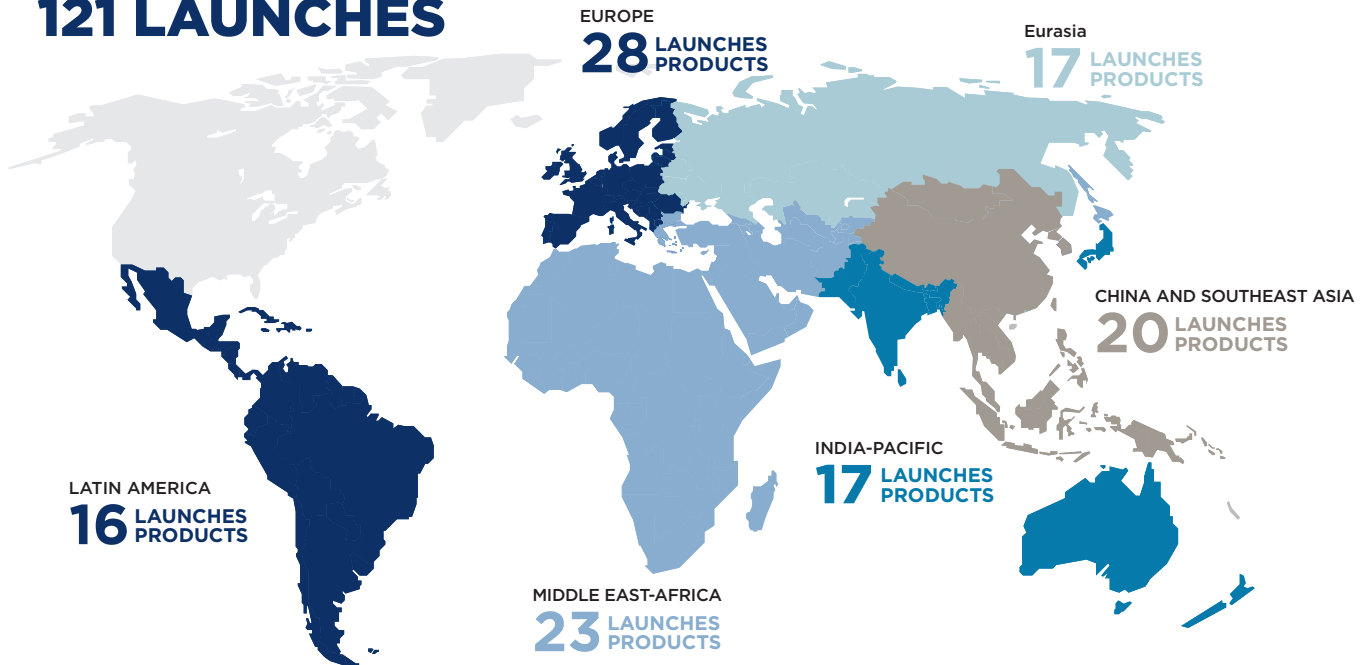 121 LAUNCHES
EUROPE
28 LAUNCHES
PRODUCTS
Eurasia
17 LAUNCHES
PRODUCTS
CHINA AND SOUTHEAST ASIA
20 LAUNCHES
PRODUCTS
INDIA-PACIFIC
17 LAUNCHES
PRODUCTS
LATIN AMERICA
16 LAUNCHES
PRODUCTS
MIDDLE EAST-AFRICA
23 LAUNCHES
PRODUCTS